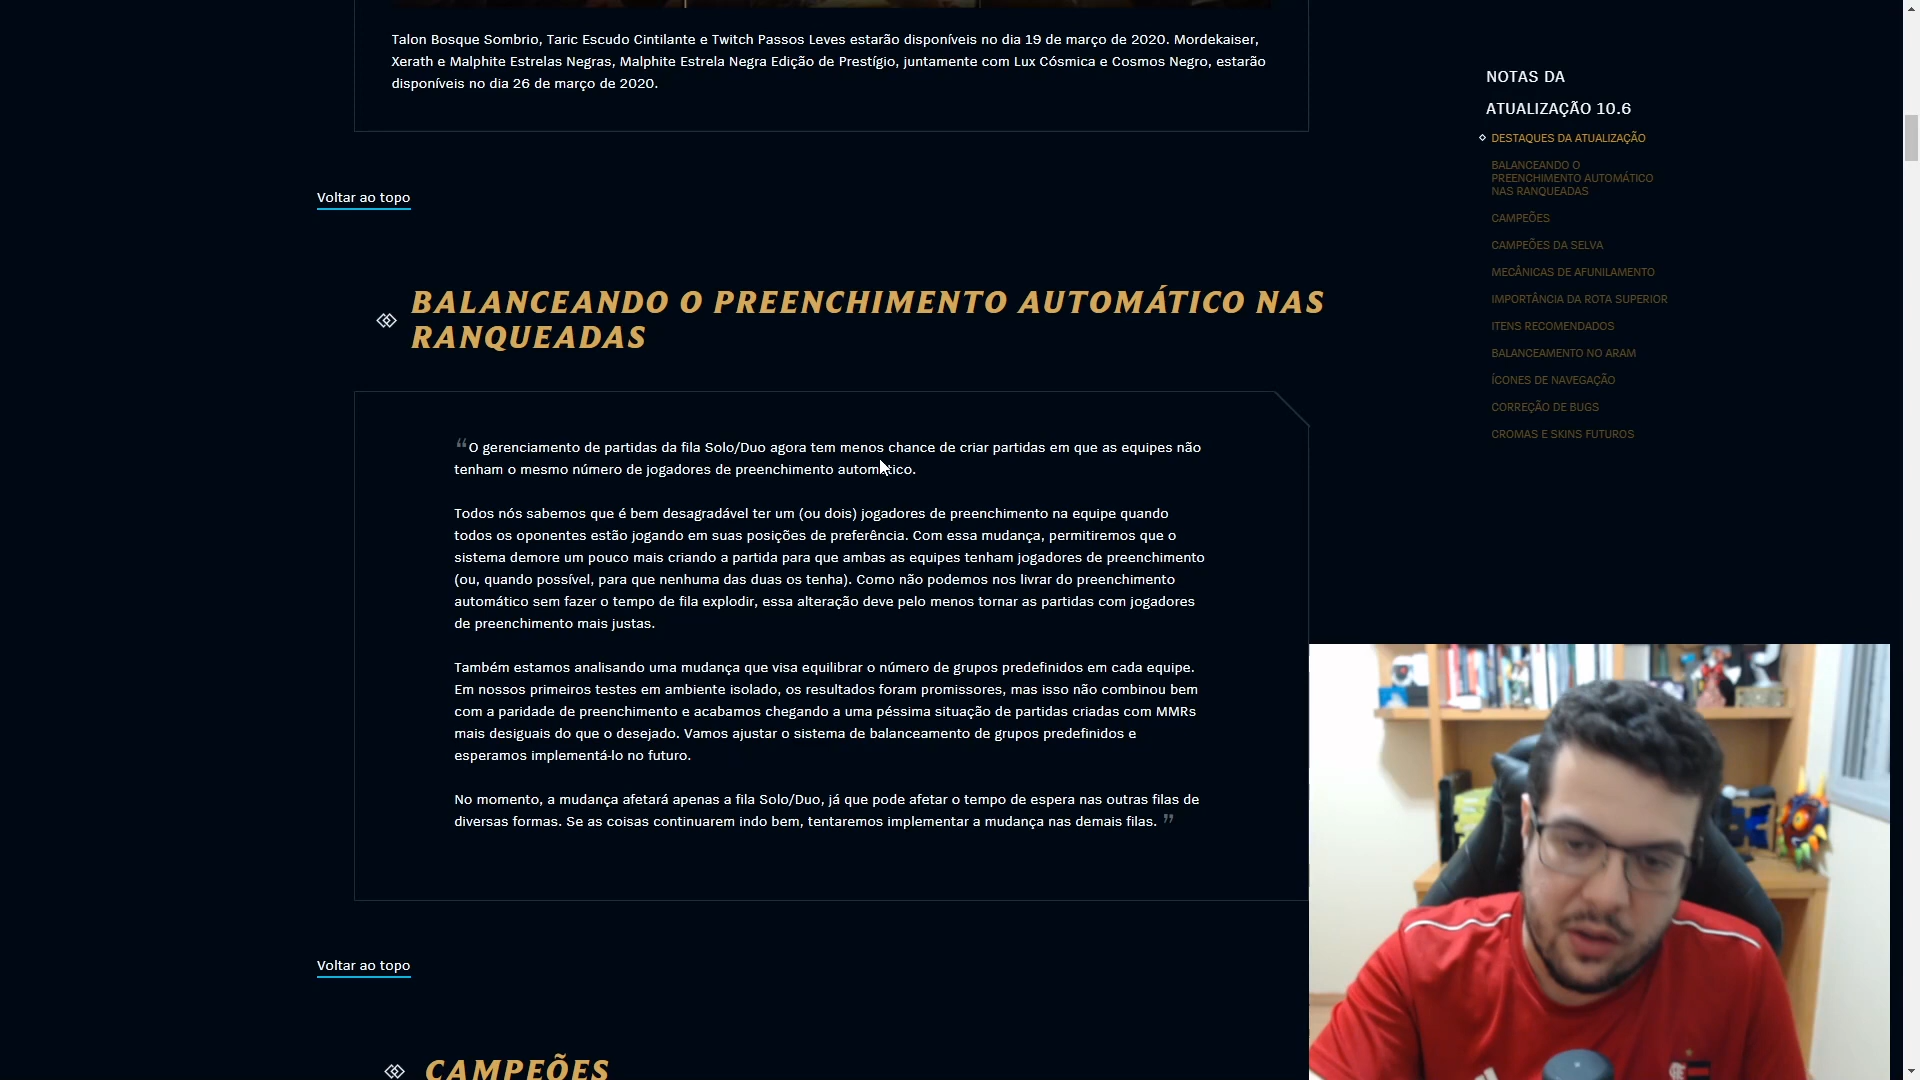 Talon Bosque Sombrio, Taric Escudo Cintilante e Twitch Passos Leves estarão disponíveis no dia 19 de março de 2020. Mordekaiser,
Xerath e Malphite Estrelas Negras, Malphite Estrela Negra Edição de Prestígio, juntamente com Lux Cósmica e Cosmos Negro, estarão
disponíveis no dia 26 de março de 2020.
Voltar ao topo
BALANCEANDO O PREENCHIMENTO AUTOMÁTICO NAS
RANQUEADAS
“O gerenciamento de partidas da fila Solo/Duo agora tem menos chance de criar partidas em que as equipes não
tenham o mesmo número de jogadores de preenchimento automático.
Todos nós sabemos que é bem desagradável ter um (ou dois) jogadores de preenchimento na equipe quando
todos os oponentes estão jogando em suas posições de preferência. Com essa mudança, permitiremos que o
sistema demore um pouco mais criando a partida para que ambas as equipes tenham jogadores de preenchimento
(ou, quando possível, para que nenhuma das duas os tenha). Como não podemos nos livrar do preenchimento
automático sem fazer o tempo de fila explodir, essa alteração deve pelo menos tornar as partidas com jogadores
de preenchimento mais justas.
Também estamos analisando uma mudança que visa equilibrar o número de grupos predefinidos em cada equipe.
Em nossos primeiros testes em ambiente isolado, os resultados foram promissores, mas isso não combinou bem
com a paridade de preenchimento e acabamos chegando a uma péssima situação de partidas criadas com MMRs
mais desiguais do que o desejado. Vamos ajustar o sistema de balanceamento de grupos predefinidos e
esperamos implementá-lo no futuro.
No momento, a mudança afetará apenas a fila Solo/Duo, já que pode afetar o tempo de espera nas outras filas de
diversas formas. Se as coisas continuarem indo bem, tentaremos implementar a mudança nas demais filas. ”
Voltar ao topo
CAMPEÕES
NOTAS DA
ATUALIZAÇÃO 10.6
DESTAQUES DA ATUALIZAÇÃO
BALANCEANDO O
PREENCHIMENTO AUTOMÁTICO
NAS RANQUEADAS
CAMPEÕES
CAMPEÕES DA SELVA
MECÂNICAS DE AFUNILAMENTO
IMPORTÂNCIA DA ROTA SUPERIOR
ITENS RECOMENDADOS
BALANCEAMENTO NO ARAM
ÍCONES DE NAVEGAÇÃO
CORREÇÃO DE BUGS
CROMAS E SKINS FUTUROS